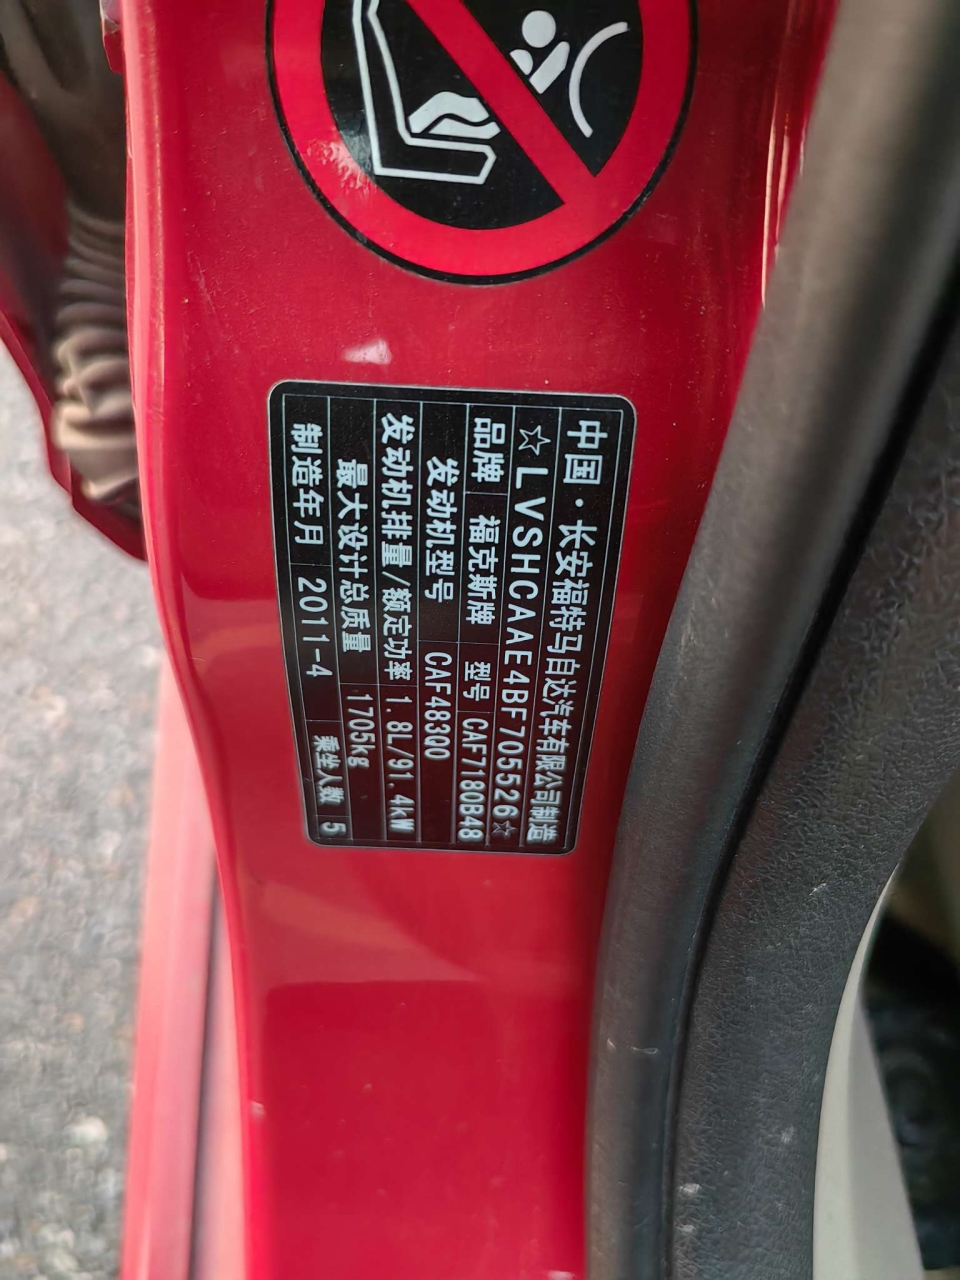 中国·长安福特马自达汽车有限公司制造
☆LVSHCAAE4BF705526☆
品牌 福克斯牌 型号 CAF7180B48
发动机型号 CAF483Q0
发动机排量/额定功率 1.8L/91.4kW
最大设计总质量 1705kg
制造年月 2011-4 乘坐人数 5